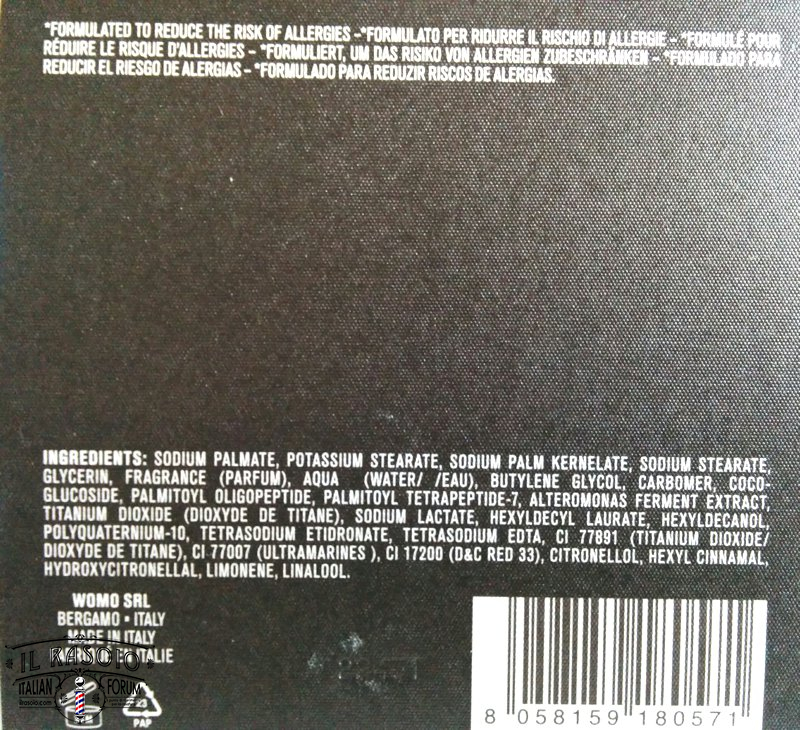 *FORMULATED TO REDUCE THE RISK OF ALLERGIES -*FORMULATO PER RIDURRE IL RISCHIO DI ALLERGIE – *FORMULÉ POUR
RÉDUIRE LE RISQUE D'ALLERGIES – *FORMULIERT, UM DAS RISIKO VON ALLERGIEN ZUBESCHRÄNKEN – *FORMULADO PARA
REDUCIR EL RIESGO DE ALERGIAS – *FORMULADO PARA REDUZIR RISCOS DE ALERGIAS.
INGREDIENTS: SODIUM PALMATE, POTASSIUM STEARATE, SODIUM PALM KERNELATE, SODIUM STEARATE,
GLYCERIN, FRAGRANCE (PARFUM), AQUA (WATER/ /EAU), BUTYLENE GLYCOL, CARBOMER, COCO-
GLUCOSIDE, PALMITOYL OLIGOPEPTIDE, PALMITOYL TETRAPEPTIDE-7, ALTEROMONAS FERMENT EXTRACT,
TITANIUM DIOXIDE (DIOXYDE DE TITANE), SODIUM LACTATE, HEXYLDECYL LAURATE, HEXYLDECANOL,
POLYQUATERNIUM-10, TETRASODIUM ETIDRONATE, TETRASODIUM EDTA, CI 77891 (TITANIUM DIOXIDE/
DIOXYDE DE TITANE), CI 77007 (ULTRAMARINES ), CI 17200 (D&C RED 33), CITRONELLOL, HEXYL CINNAMAL,
HYDROXYCITRONELLAL, LIMONENE, LINALOOL.
WOMO SRL
BERGAMO • ITALY
MADE IN ITALY
ITALIE
IL RASOIO
ITALIAN FORUM
ilrasoio.com
PAP
8 058159 180571